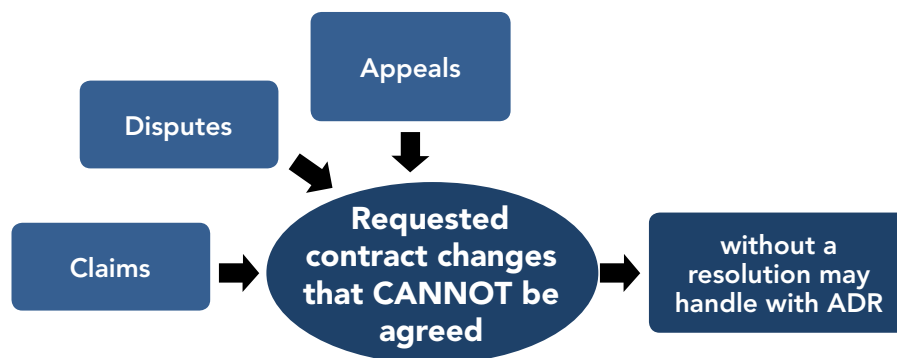 Appeals
Disputes
Claims
Requested
contract changes
that CANNOT be
agreed
without a
resolution may
handle with ADR